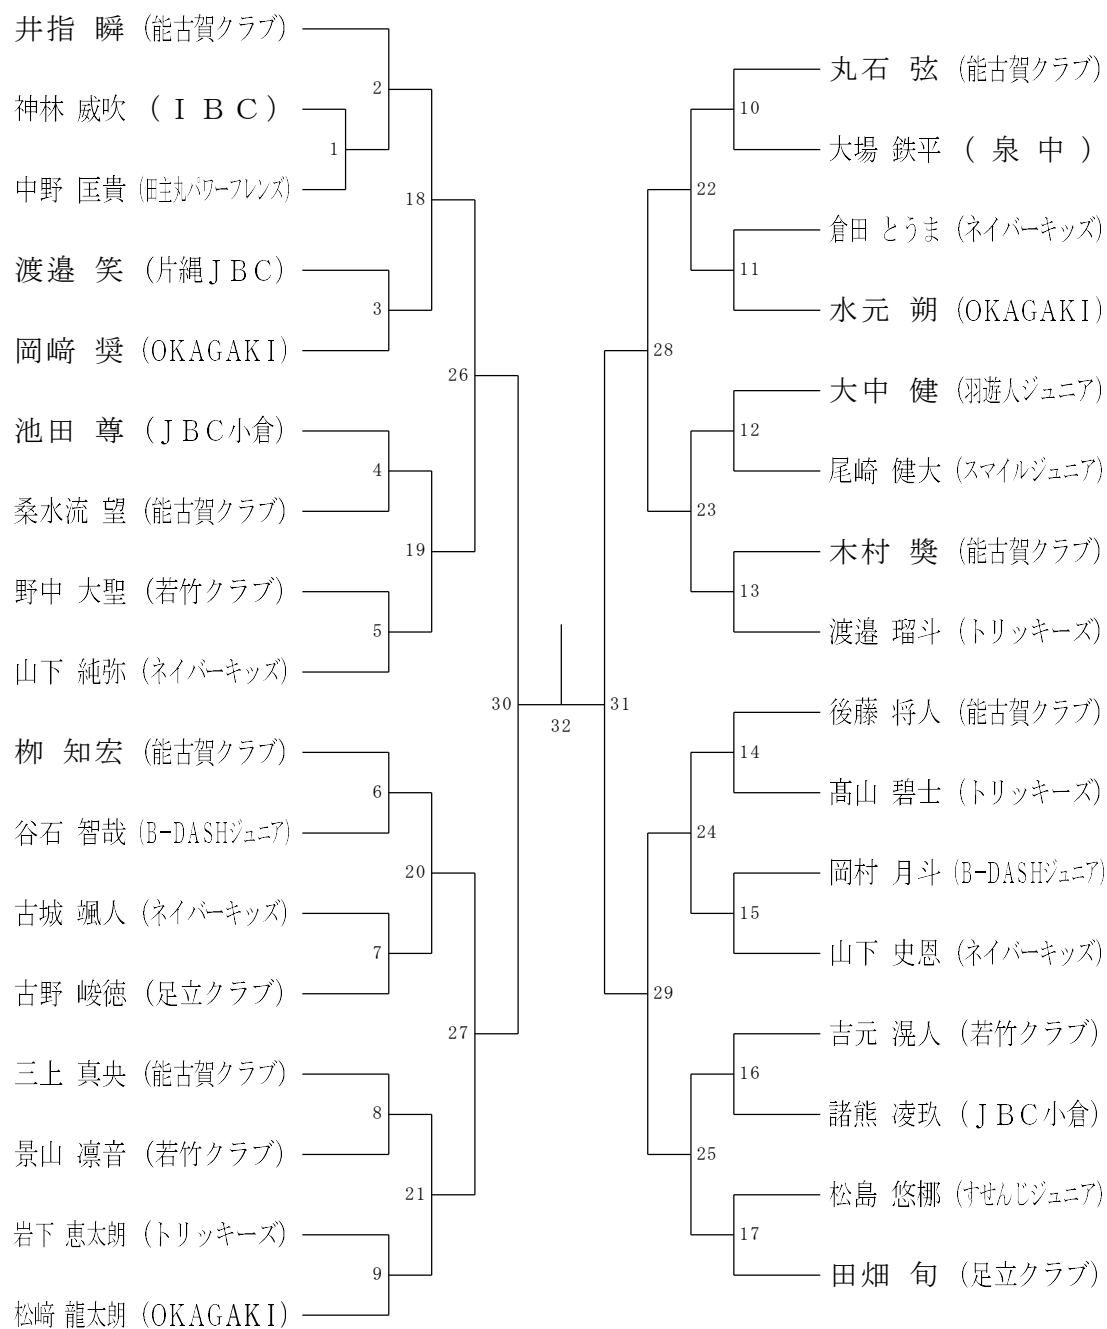 井指 瞬 (能古賀クラブ)
神林 威吹 (ＩＢＣ)
中野 匡貴 (田主丸パワーフレンズ)
渡邉 笑 (片縄ＪＢＣ)
岡﨑 奨 (OKAGAKI)
池田 尊 (ＪＢＣ小倉)
桑水流 望 (能古賀クラブ)
野中 大聖 (若竹クラブ)
山下 純弥 (ネイバーキッズ)
栁 知宏 (能古賀クラブ)
谷石 智哉 (B-DASHジュニア)
古城 颯人 (ネイバーキッズ)
古野 峻徳 (足立クラブ)
三上 真央 (能古賀クラブ)
景山 凛音 (若竹クラブ)
岩下 恵太朗 (トリッキーズ)
松﨑 龍太朗 (OKAGAKI)
1
2
3
4
5
6
7
8
9
18
19
20
21
26
27
30
32
31
28
29
22
23
24
25
10
11
12
13
14
15
16
17
丸石 弦 (能古賀クラブ)
大場 鉄平 (泉中)
倉田 とうま (ネイバーキッズ)
水元 朔 (OKAGAKI)
大中 健 (羽遊人ジュニア)
尾崎 健大 (スマイルジュニア)
木村 奬 (能古賀クラブ)
渡邉 瑠斗 (トリッキーズ)
後藤 将人 (能古賀クラブ)
髙山 碧士 (トリッキーズ)
岡村 月斗 (B-DASHジュニア)
山下 史恩 (ネイバーキッズ)
吉元 滉人 (若竹クラブ)
諸熊 凌玖 (ＪＢＣ小倉)
松島 悠梛 (すせんじジュニア)
田畑 旬 (足立クラブ)